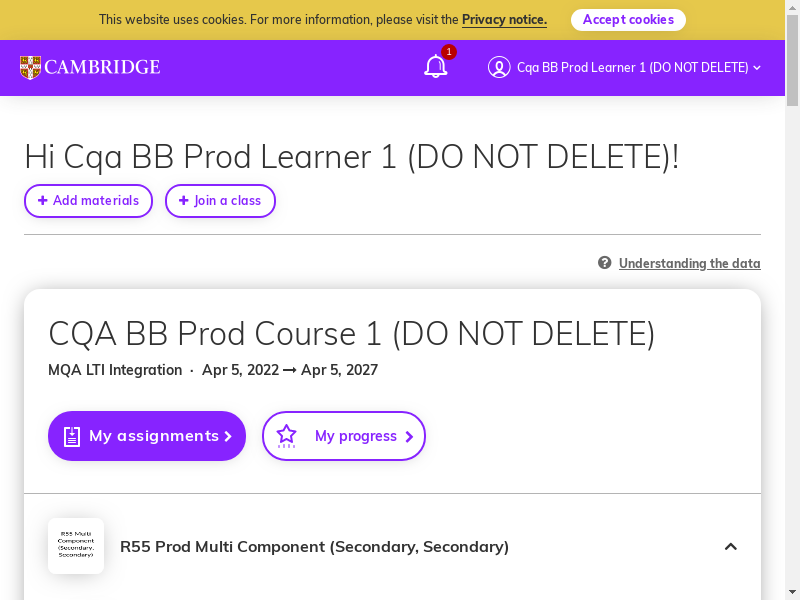 This website uses cookies. For more information, please visit the Privacy notice.
Accept cookies
CAMBRIDGE
1
Cqa BB Prod Learner 1 (DO NOT DELETE)
Hi Cqa BB Prod Learner 1 (DO NOT DELETE)!
+ Add materials
+ Join a class
Understanding the data
CQA BB Prod Course 1 (DO NOT DELETE)
MQA LTI Integration · Apr 5, 2022 → Apr 5, 2027
My assignments
My progress
R55 Multi
Component
(Secondary,
Secondary)
R55 Prod Multi Component (Secondary, Secondary)